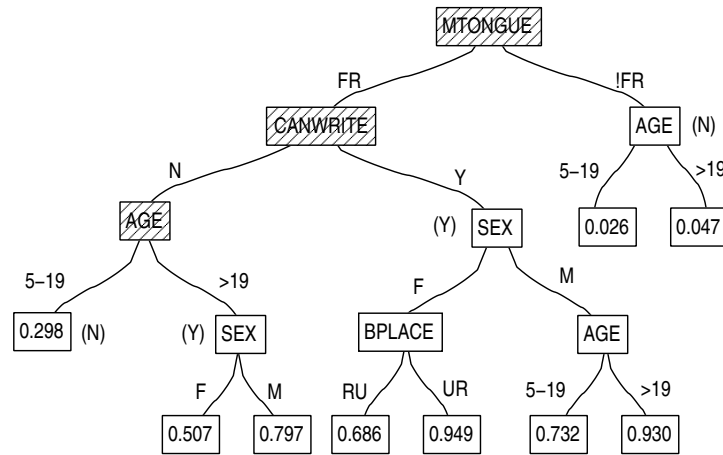 MTONGUE
FR !FR
CANWRITE AGE (N)
N Y 5–19 >19
AGE (Y) SEX 0.026 0.047
5–19 >19 F M
0.298 (N) (Y) SEX BPLACE AGE
F M RU UR 5–19 >19
0.507 0.797 0.686 0.949 0.732 0.930